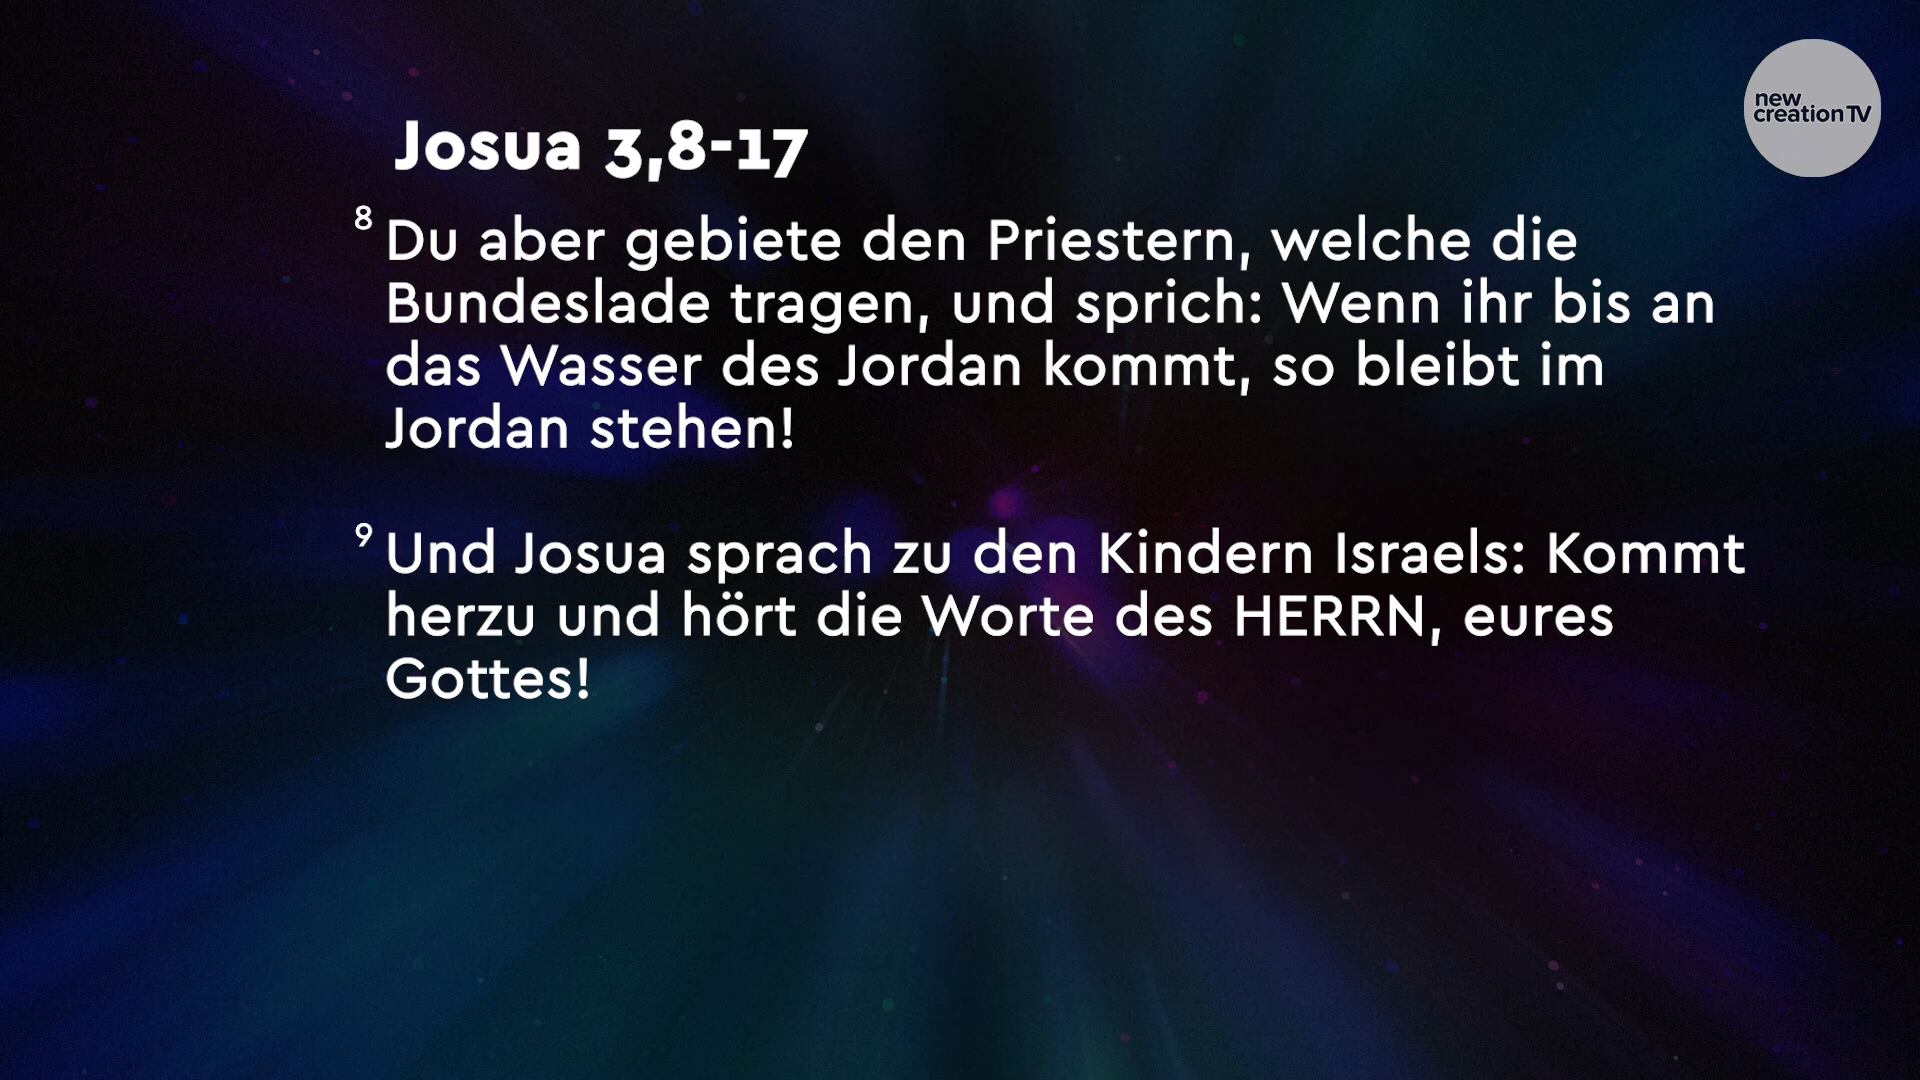 new
creation TV
Josua 3,8-17
8 Du aber gebiete den Priestern, welche die
Bundeslade tragen, und sprich: Wenn ihr bis an
das Wasser des Jordan kommt, so bleibt im
Jordan stehen!
9 Und Josua sprach zu den Kindern Israels: Kommt
herzu und hört die Worte des HERRN, eures
Gottes!